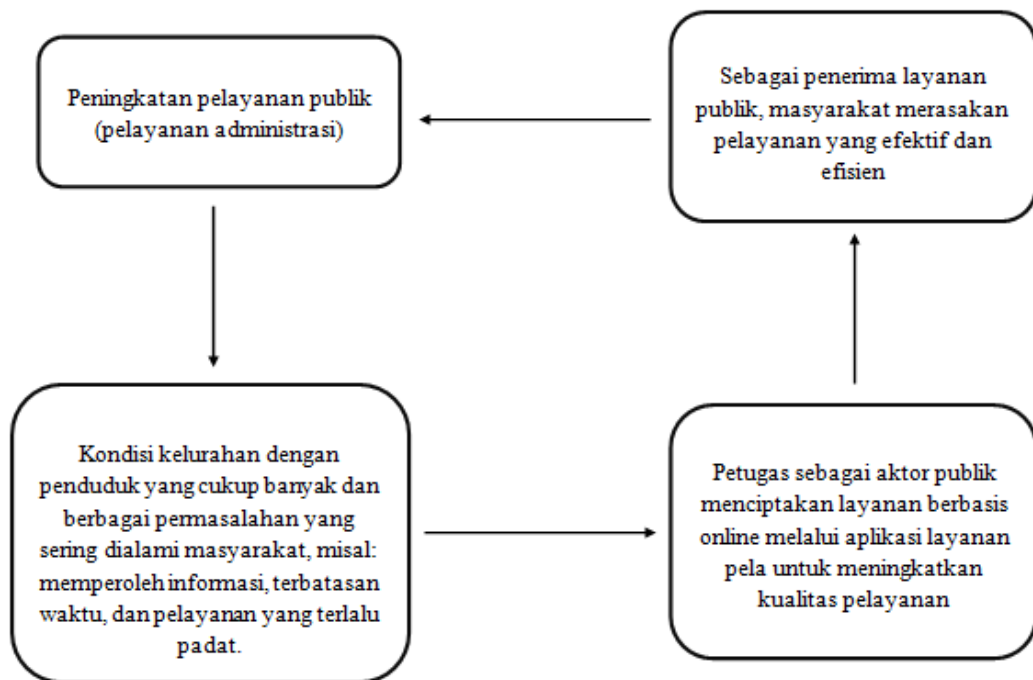 Peningkatan pelayanan publik
(pelayanan administrasi)
Sebagai penerima layanan
publik, masyarakat merasakan
pelayanan yang efektif dan
efisien
Kondisi kelurahan dengan
penduduk yang cukup banyak dan
berbagai permasalahan yang
sering dialami masyarakat, misal:
memperoleh informasi, terbatasan
waktu, dan pelayanan yang terlalu
padat.
Petugas sebagai aktor publik
menciptakan layanan berbasis
online melalui aplikasi layanan
pela untuk meningkatkan
kualitas pelayanan